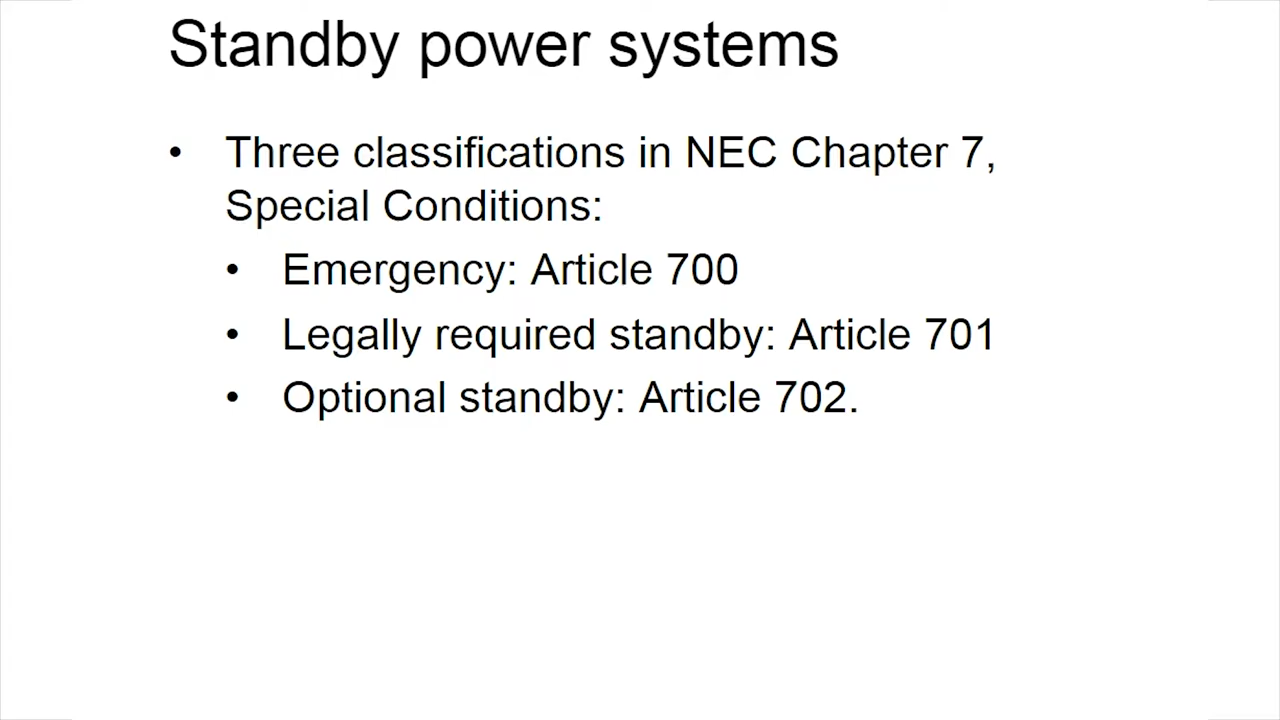 Standby power systems
• Three classifications in NEC Chapter 7,
Special Conditions:
• Emergency: Article 700
• Legally required standby: Article 701
• Optional standby: Article 702.